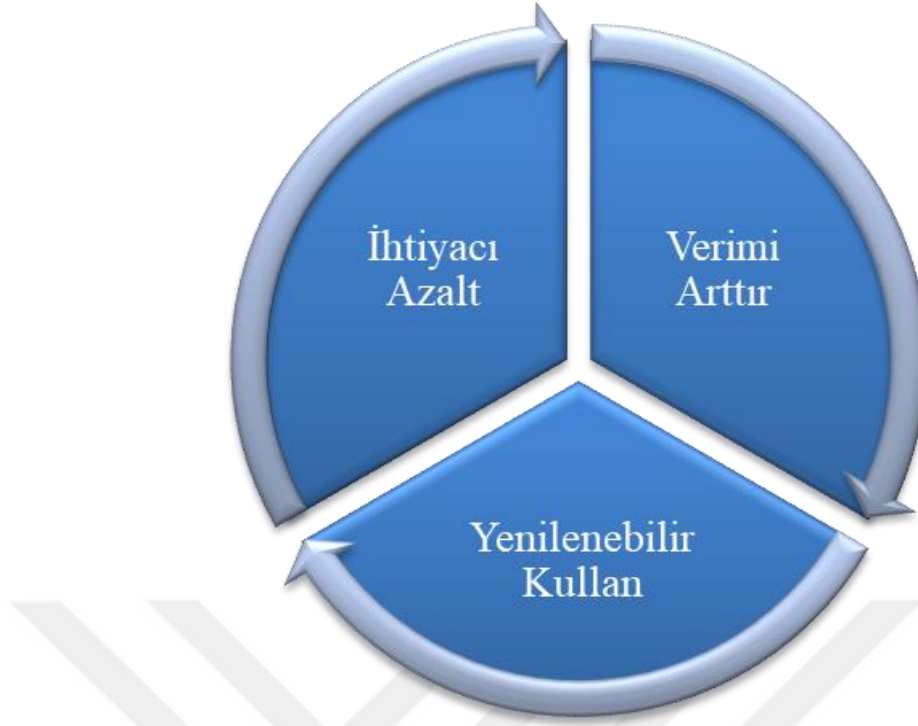 İhtiyacı
Azalt
Verimi
Arttır
Yenilenebilir
Kullan